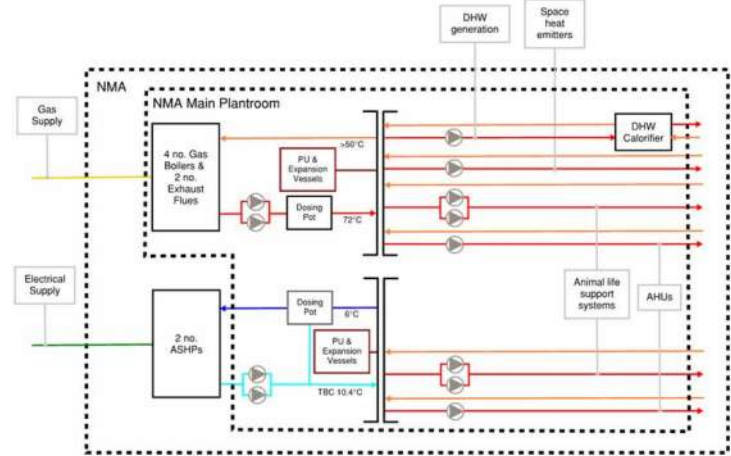 DHW
generation
Space
heat
emitters
NMA
Gas
Supply
NMA Main Plantroom
4 no. Gas
Boilers &
2 no.
Exhaust
Flues
>50°C
PU &
Expansion
Vessels
Dosing
Pot
72°C
DHW
Calorifier
Electrical
Supply
2 no.
ASHPs
Dosing
Pot
6°C
PU &
Expansion
Vessels
TBC 10.4°C
Animal life
support
systems
AHUs